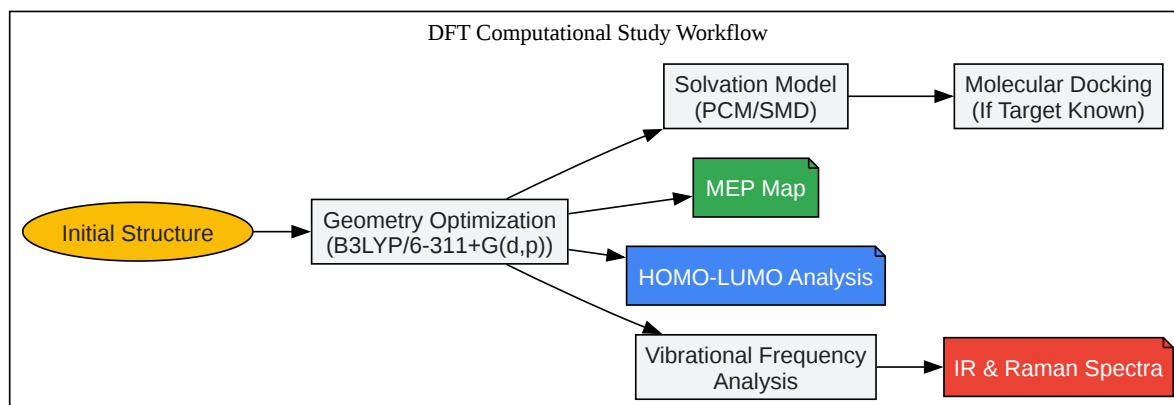 DFT Computational Study Workflow
Solvation Model
(PCM/SMD)
Molecular Docking
(If Target Known)
MEP Map
Initial Structure
Geometry Optimization
(B3LYP/6-311+G(d,p))
HOMO-LUMO Analysis
Vibrational Frequency
Analysis
IR & Raman Spectra